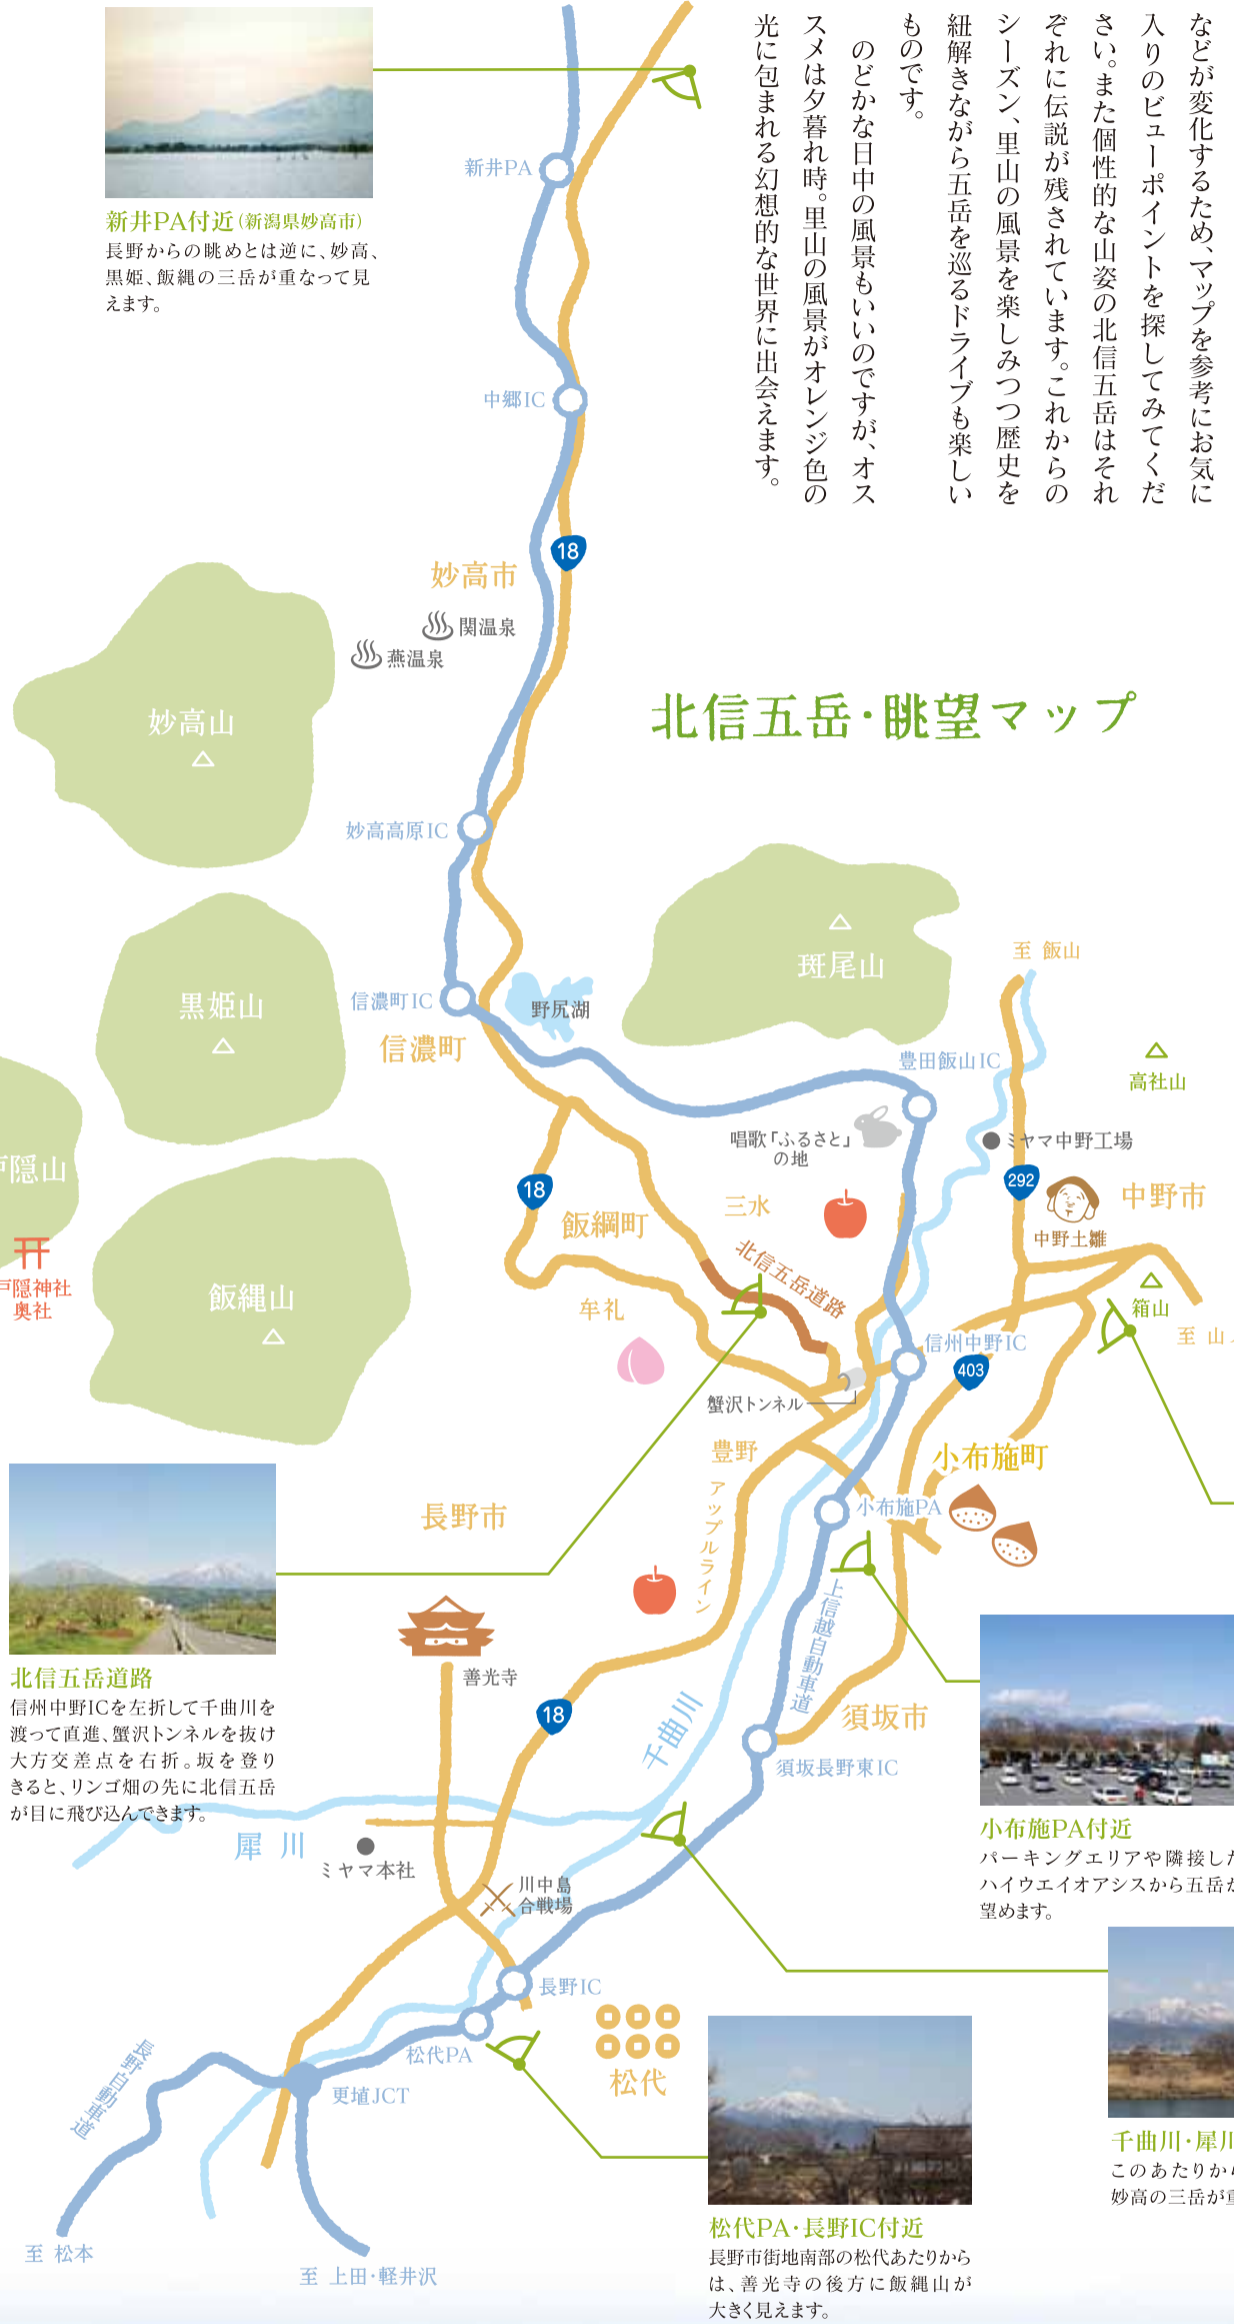 などが変化するため、マップを参考にお気に
入りのビューポイントを探してみてくだ
さい。また個性的な山姿の北信五岳はそれ
ぞれに伝説が残されています。これからの
シーズン、里山の風景を楽しみつつ歴史を
紐解きながら五岳を巡るドライブも楽しい
ものです。
のどかな日中の風景もいいのですが、オス
スメは夕暮れ時。里山の風景がオレンジ色の
光に包まれる幻想的な世界に出会えます。
新井PA付近(新潟県妙高市)
長野からの眺めとは逆に、妙高、
黒姫、飯縄の三岳が重なって見
えます。
新井PA
中郷IC
18
妙高市
関温泉
燕温泉
北信五岳・眺望マップ
妙高山
妙高高原IC
斑尾山
至 飯山
黒姫山
信濃町IC
野尻湖
信濃町
豊田飯山IC
高社山
唱歌「ふるさと」
の地
ミヤマ中野工場
戸隠山
18
292
中野市
三水
飯綱町
中野土雛
戸隠神社
奥社
北信五岳道路
飯縄山
牟礼
箱山
至 山
信州中野IC
403
蟹沢トンネル
豊野
小布施町
アップルライン
小布施PA
長野市
上信越自動車道
北信五岳道路
信州中野ICを左折して千曲川を
渡って直進、蟹沢トンネルを抜け
大方交差点を右折。坂を登り
きると、リンゴ畑の先に北信五岳
が目に飛び込んできます。
善光寺
18
千曲川
須坂市
須坂長野東IC
小布施PA付近
パーキングエリアや隣接した
ハイウエイオアシスから五岳が
望めます。
犀川
ミヤマ本社
川中島
合戦場
長野IC
松代PA
松代
長野自動車道
更埴JCT
千曲川・犀川
このあたりから
妙高の三岳が重
至 松本
至 上田・軽井沢
松代PA・長野IC付近
長野市街地南部の松代あたりから
は、善光寺の後方に飯縄山が
大きく見えます。